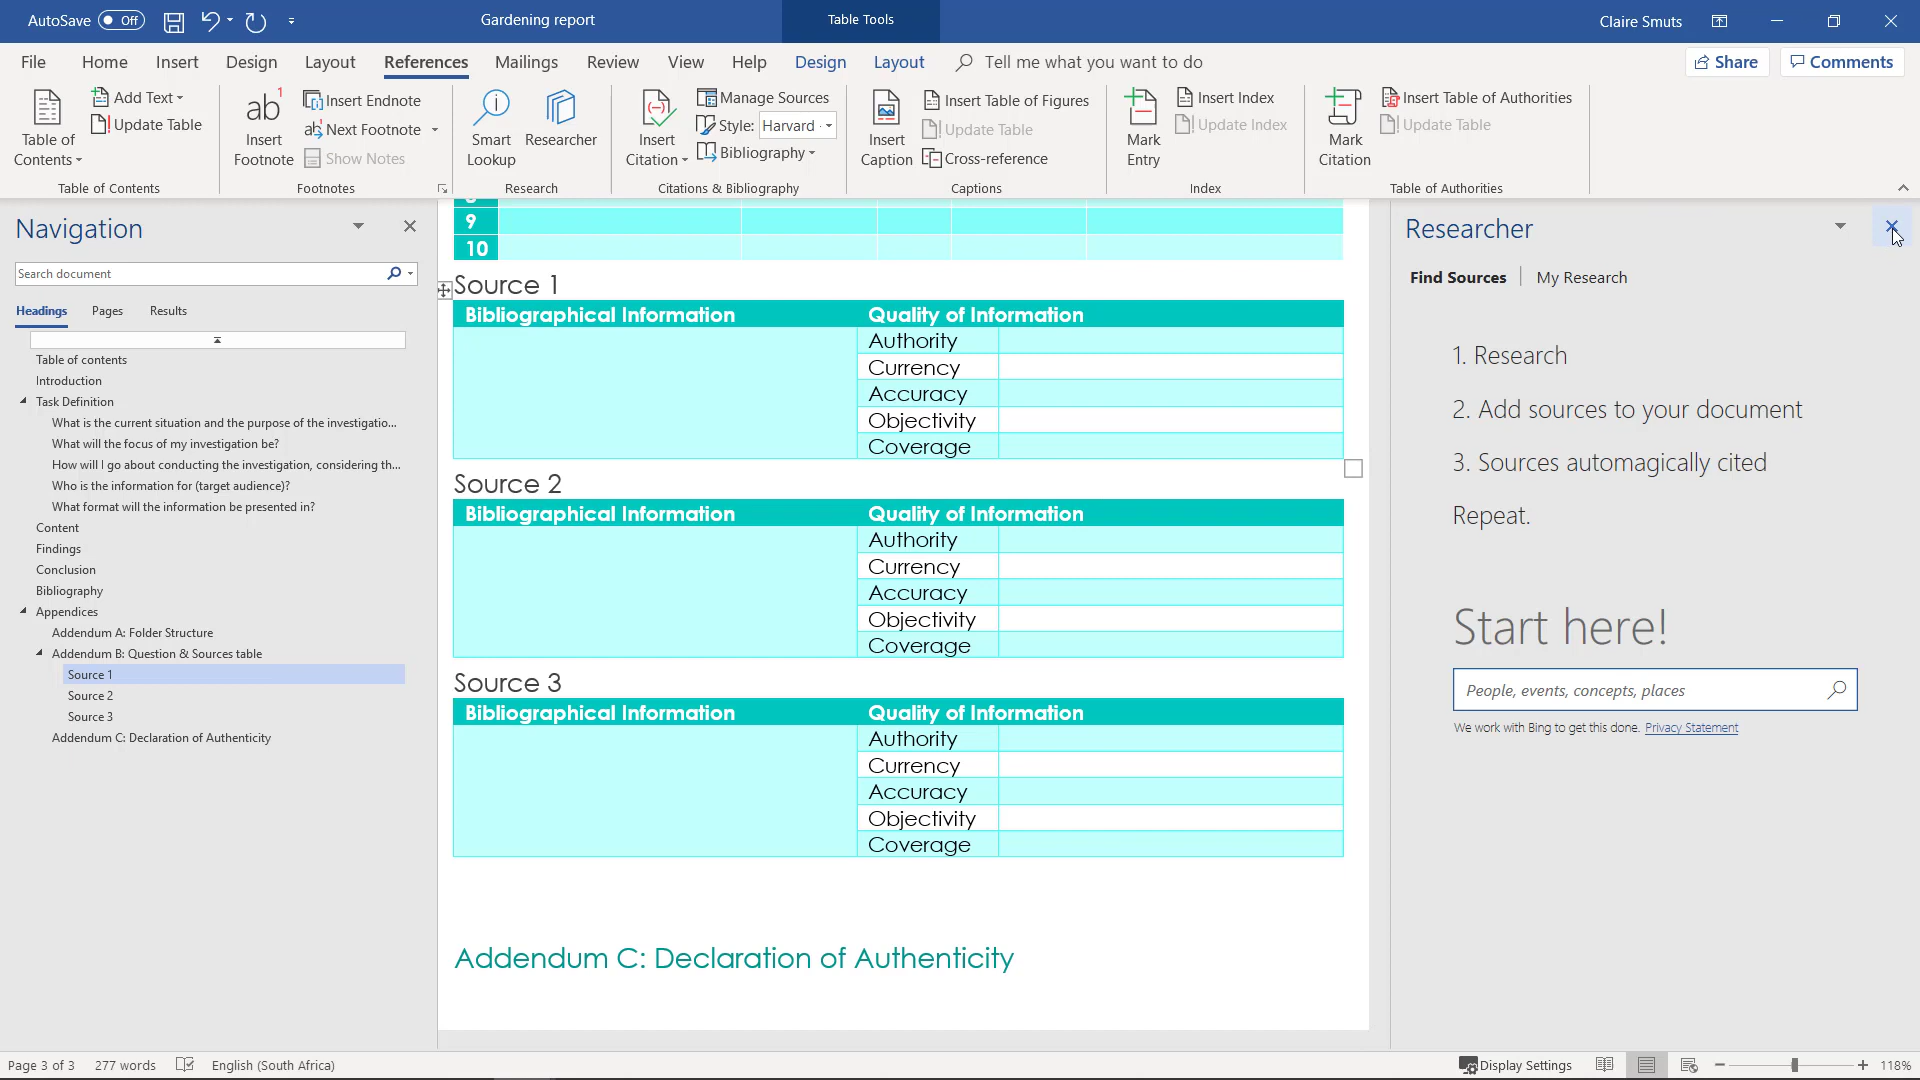 AutoSave Off
Gardening report
Table Tools
Claire Smuts
File Home Insert Design Layout References Mailings Review View Help Design Layout Tell me what you want to do Share Comments
Table of Contents
Add Text
Update Table
Table of Contents
ab1
Insert Footnote
Insert Endnote
Next Footnote
Show Notes
Footnotes
Smart Lookup
Researcher
Research
Insert Citation
Manage Sources
Style: Harvard
Bibliography
Citations & Bibliography
Insert Caption
Insert Table of Figures
Update Table
Cross-reference
Captions
Mark Entry
Insert Index
Update Index
Index
Mark Citation
Insert Table of Authorities
Update Table
Table of Authorities
Navigation
Search document
Headings Pages Results
Table of contents
Introduction
Task Definition
What is the current situation and the purpose of the investigatio...
What will the focus of my investigation be?
How will I go about conducting the investigation, considering th...
Who is the information for (target audience)?
What format will the information be presented in?
Content
Findings
Conclusion
Bibliography
Appendices
Addendum A: Folder Structure
Addendum B: Question & Sources table
Source 1
Source 2
Source 3
Addendum C: Declaration of Authenticity
9
10
Source 1
Bibliographical Information Quality of Information
Authority
Currency
Accuracy
Objectivity
Coverage
Source 2
Bibliographical Information Quality of Information
Authority
Currency
Accuracy
Objectivity
Coverage
Source 3
Bibliographical Information Quality of Information
Authority
Currency
Accuracy
Objectivity
Coverage
Addendum C: Declaration of Authenticity
Researcher
Find Sources My Research
1. Research
2. Add sources to your document
3. Sources automagically cited
Repeat.
Start here!
People, events, concepts, places
We work with Bing to get this done. Privacy Statement
Page 3 of 3 277 words English (South Africa) Display Settings 118%